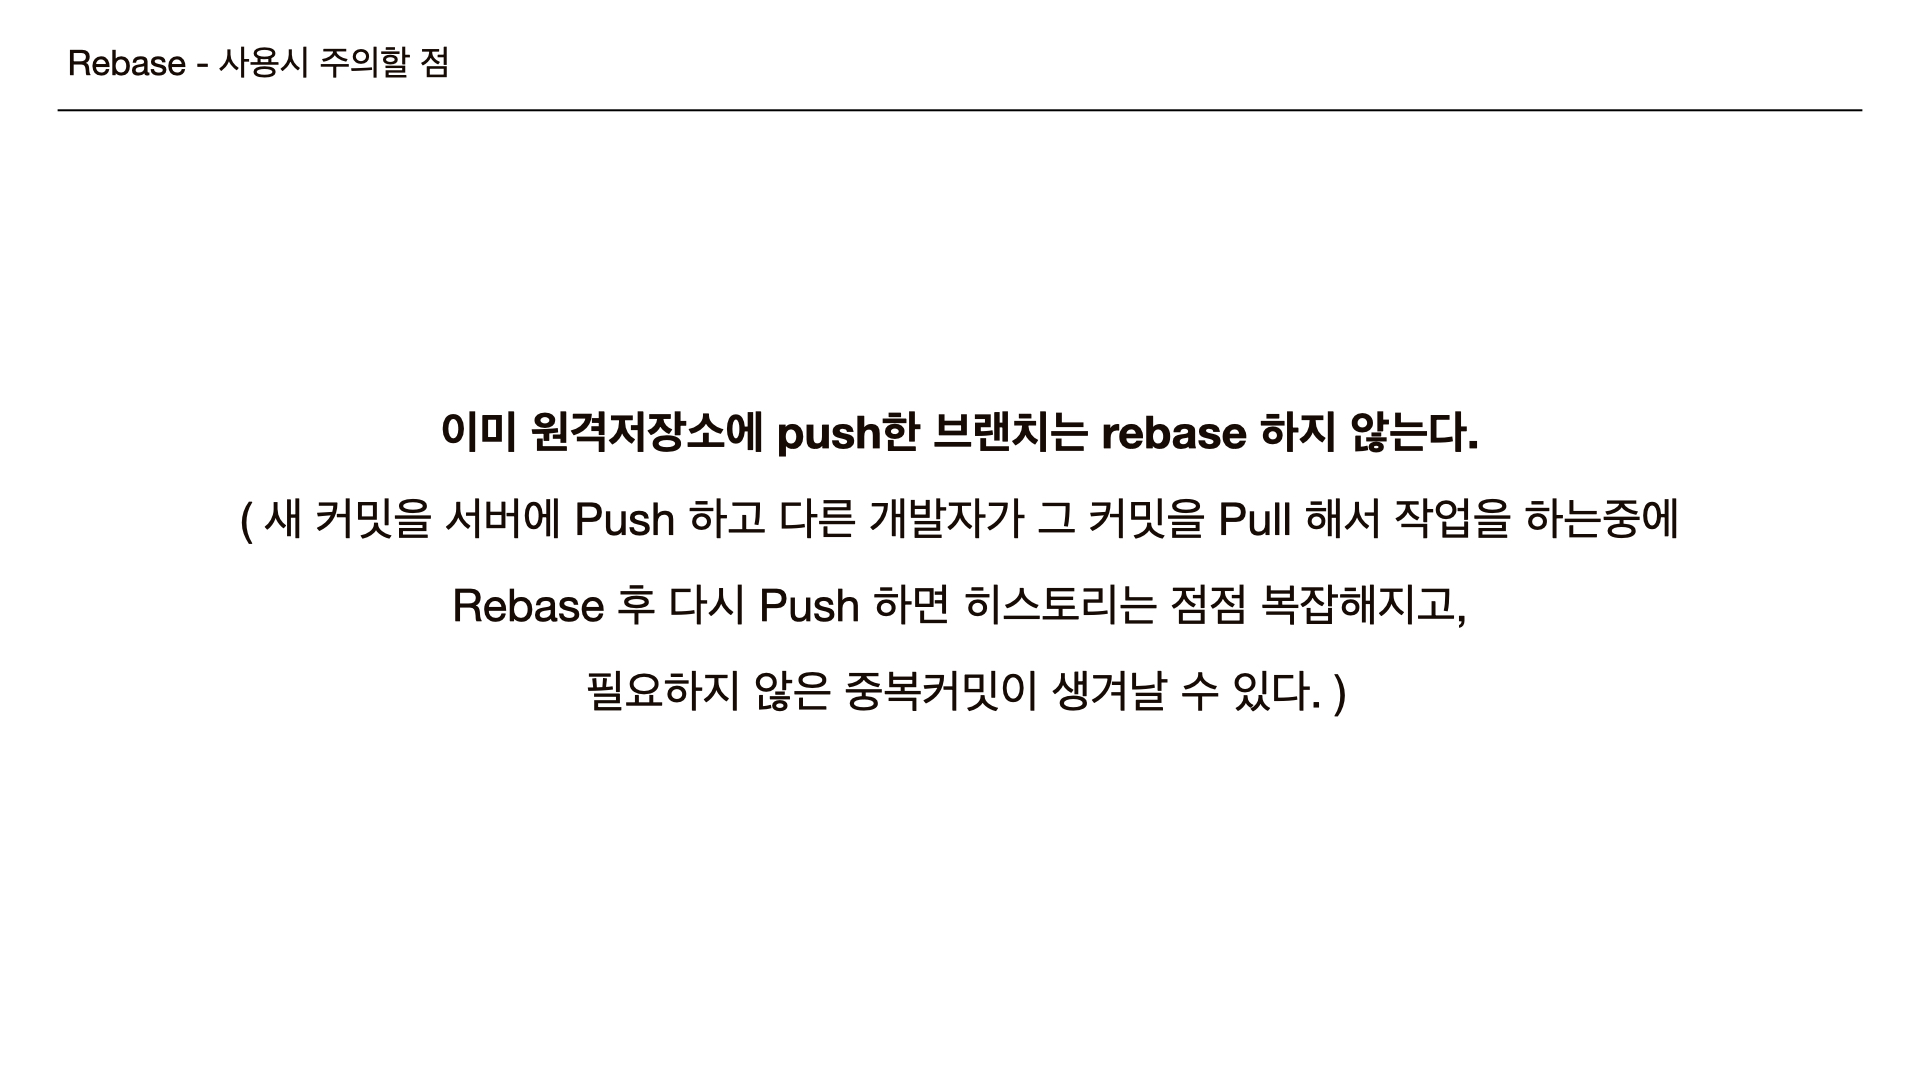 Rebase - 사용시 주의할 점
이미 원격저장소에 push한 브랜치는 rebase 하지 않는다.
( 새 커밋을 서버에 Push 하고 다른 개발자가 그 커밋을 Pull 해서 작업을 하는중에
Rebase 후 다시 Push 하면 히스토리는 점점 복잡해지고,
필요하지 않은 중복커밋이 생겨날 수 있다. )